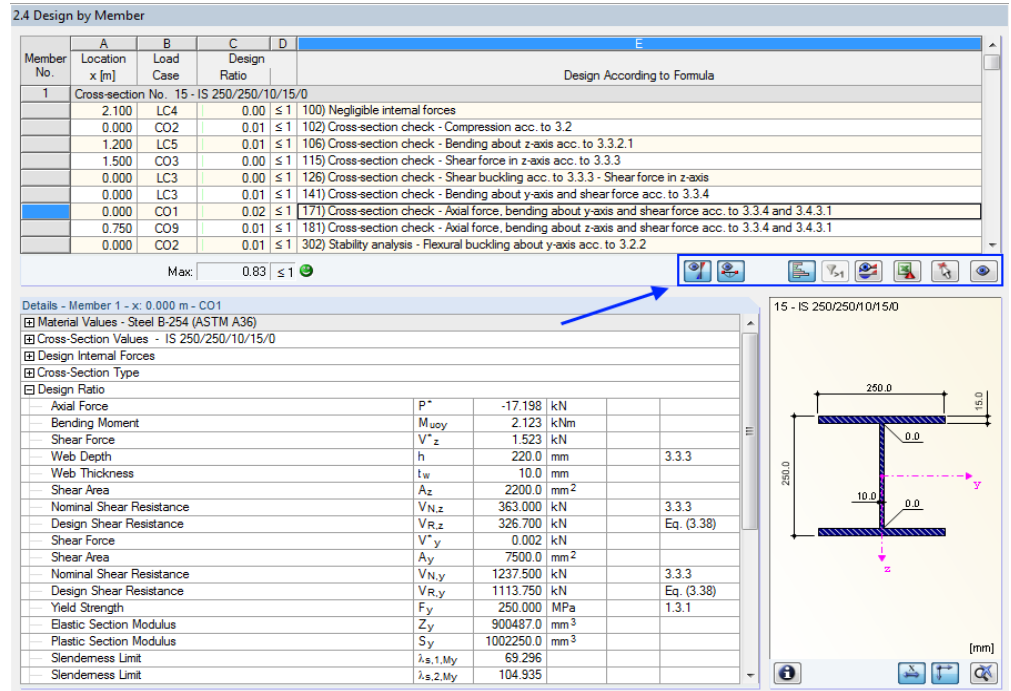 2.4 Design by Member
A B C D E
Member Location Load Design
No. x [m] Case Ratio Design According to Formula
1 Cross-section No. 15 - IS 250/250/10/15/0
2.100 LC4 0.00 ≤ 1 100) Negligible internal forces
0.000 CO2 0.01 ≤ 1 102) Cross-section check - Compression acc. to 3.2
1.200 LC5 0.01 ≤ 1 106) Cross-section check - Bending about z-axis acc. to 3.3.2.1
1.500 CO3 0.00 ≤ 1 115) Cross-section check - Shear force in z-axis acc. to 3.3.3
0.000 LC3 0.00 ≤ 1 126) Cross-section check - Shear buckling acc. to 3.3.3 - Shear force in z-axis
0.000 LC3 0.01 ≤ 1 141) Cross-section check - Bending about y-axis and shear force acc. to 3.3.4
0.000 CO1 0.02 ≤ 1 171) Cross-section check - Axial force, bending about y-axis and shear force acc. to 3.3.4 and 3.4.3.1
0.750 CO9 0.01 ≤ 1 181) Cross-section check - Axial force, bending about z-axis and shear force acc. to 3.3.4 and 3.4.3.1
0.000 CO2 0.01 ≤ 1 302) Stability analysis - Flexural buckling about y-axis acc. to 3.2.2
Max: 0.83 ≤ 1
Details - Member 1 - x: 0.000 m - CO1
Material Values - Steel B-254 (ASTM A36)
Cross-Section Values - IS 250/250/10/15/0
Design Internal Forces
Cross-Section Type
Design Ratio
Axial Force P* -17.198 kN
Bending Moment Muoy 2.123 kNm
Shear Force V*z 1.523 kN
Web Depth h 220.0 mm 3.3.3
Web Thickness tw 10.0 mm
Shear Area Az 2200.0 mm2
Nominal Shear Resistance VN,z 363.000 kN 3.3.3
Design Shear Resistance VR,z 326.700 kN Eq. (3.38)
Shear Force V*y 0.002 kN
Shear Area Ay 7500.0 mm2
Nominal Shear Resistance VN,y 1237.500 kN 3.3.3
Design Shear Resistance VR,y 1113.750 kN Eq. (3.38)
Yield Strength Fy 250.000 MPa 1.3.1
Elastic Section Modulus Zy 900487.0 mm3
Plastic Section Modulus Sy 1002250.0 mm3
Slenderness Limit λs,1,My 69.296
Slenderness Limit λs,2,My 104.935
15 - IS 250/250/10/15/0
250.0
15.0
0.0
250.0
y
10.0
0.0
z
[mm]